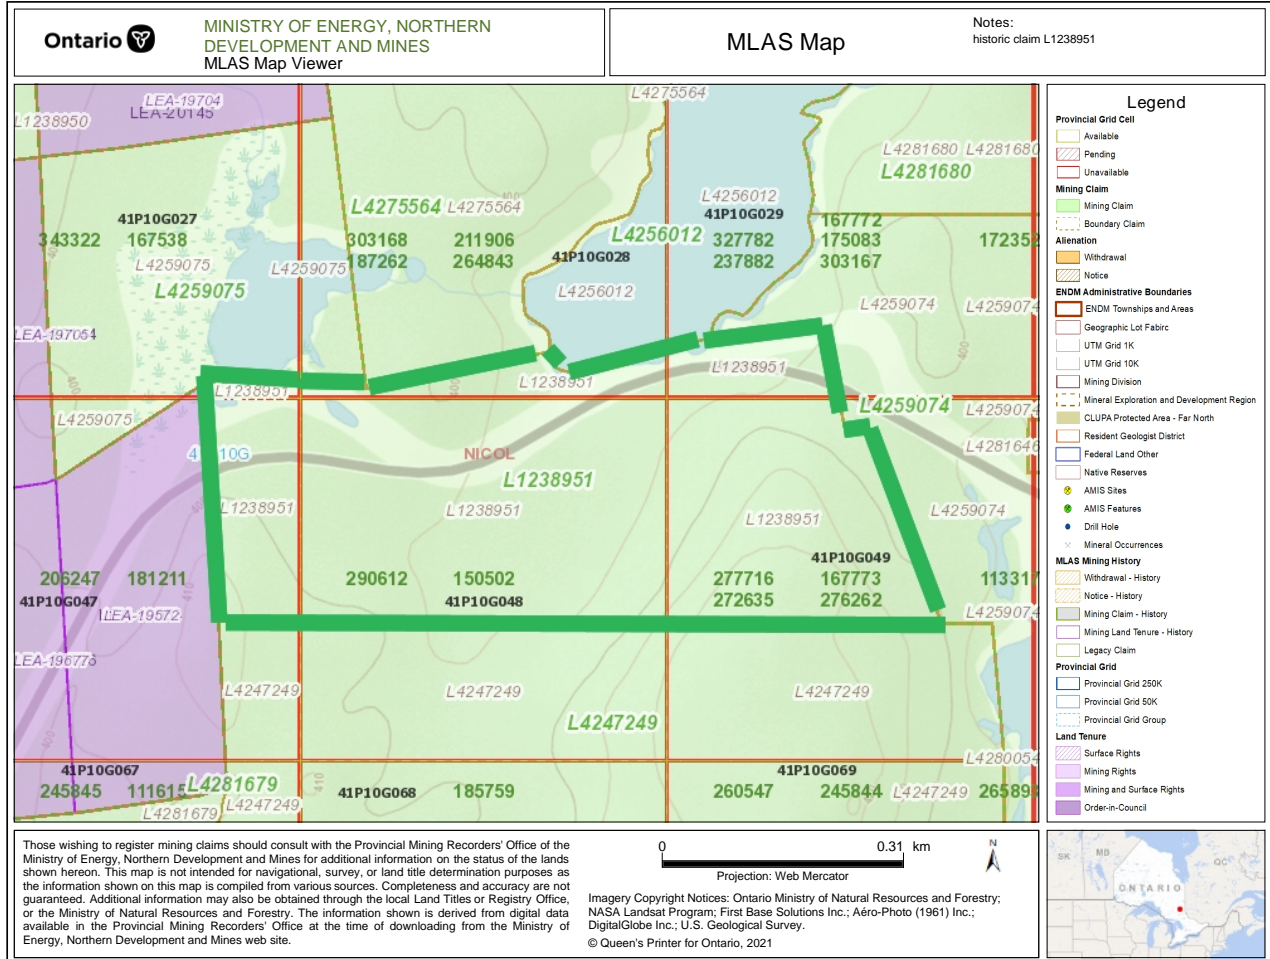 Ontario
MINISTRY OF ENERGY, NORTHERN
DEVELOPMENT AND MINES
MLAS Map Viewer
MLAS Map
Notes:
historic claim L1238951
LEA-19704
LEA-20145
L1238950
L4275564
L4281680 L4281680
L4281680
L4256012
41P10G029
41P10G027
L4275564 L4275564
L4256012
167772
343322 167538
303168 211906
327782 175083 172352
187262 264843
41P10G028
237882 303167
L4259075 L4259075
L4259075
L4256012
L4259074 L4259074
LEA-197054
400
L1238951
L1238951
L1238951
400
L4259075
L4259074
L4259074
41P10G
NICOL
L4281646
L1238951
L1238951
L1238951
L1238951
L4259074
41P10G049
206247 181211
290612 150502
277716 167773 113317
41P10G047
41P10G048
272635 276262
LEA-19572
410
L4259074
LEA-196775
L4247249
L4247249
L4247249
L4247249
400
L4280054
41P10G067
41P10G069
245845 111615
L4281679
410
41P10G068
185759
260547 245844
L4247249
265893
L4281679
L4247249
Legend
Provincial Grid Cell
Available
Pending
Unavailable
Mining Claim
Mining Claim
Boundary Claim
Alienation
Withdrawal
Notice
ENDM Administrative Boundaries
ENDM Townships and Areas
Geographic Lot Fabirc
UTM Grid 1K
UTM Grid 10K
Mining Division
Mineral Exploration and Development Region
CLUPA Protected Area - Far North
Resident Geologist District
Federal Land Other
Native Reserves
AMIS Sites
AMIS Features
Drill Hole
Mineral Occurrences
MLAS Mining History
Withdrawal - History
Notice - History
Mining Claim - History
Mining Land Tenure - History
Legacy Claim
Provincial Grid
Provincial Grid 250K
Provincial Grid 50K
Provincial Grid Group
Land Tenure
Surface Rights
Mining Rights
Mining and Surface Rights
Order-in-Council
Those wishing to register mining claims should consult with the Provincial Mining Recorders' Office of the
Ministry of Energy, Northern Development and Mines for additional information on the status of the lands
shown hereon. This map is not intended for navigational, survey, or land title determination purposes as
the information shown on this map is compiled from various sources. Completeness and accuracy are not
guaranteed. Additional information may also be obtained through the local Land Titles or Registry Office,
or the Ministry of Natural Resources and Forestry. The information shown is derived from digital data
available in the Provincial Mining Recorders' Office at the time of downloading from the Ministry of
Energy, Northern Development and Mines web site.
0 0.31 km
N
Projection: Web Mercator
Imagery Copyright Notices: Ontario Ministry of Natural Resources and Forestry;
NASA Landsat Program; First Base Solutions Inc.; Aéro-Photo (1961) Inc.;
DigitalGlobe Inc.; U.S. Geological Survey.
© Queen's Printer for Ontario, 2021
SK MB QC
ONTARIO